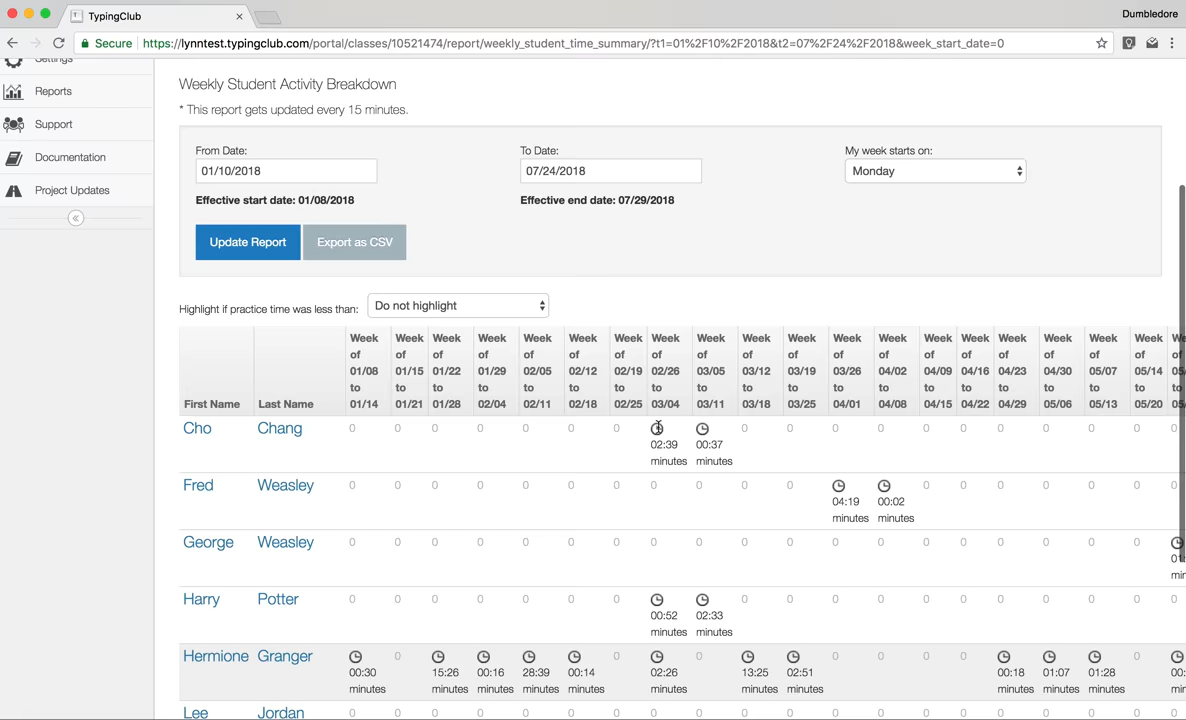 TypingClub
Dumbledore
Secure https://lynntest.typingclub.com/portal/classes/10521474/report/weekly_student_time_summary/?t1=01%2F10%2F2018&t2=07%2F24%2F2018&week_start_date=0
Settings
Reports
Support
Documentation
Project Updates
Weekly Student Activity Breakdown
* This report gets updated every 15 minutes.
From Date: To Date: My week starts on:
01/10/2018 07/24/2018 Monday
Effective start date: 01/08/2018 Effective end date: 07/29/2018
Update Report Export as CSV
Highlight if practice time was less than: Do not highlight
Week Week Week Week Week Week Week Week Week Week Week Week Week Week Week Week Week Week Week
of of of of of of of of of of of of of of of of of of of of
01/08 01/15 01/22 01/29 02/05 02/12 02/19 02/26 03/05 03/12 03/19 03/26 04/02 04/09 04/16 04/23 04/30 05/07 05/14
to to to to to to to to to to to to to to to to to to to to
First Name Last Name 01/14 01/21 01/28 02/04 02/11 02/18 02/25 03/04 03/11 03/18 03/25 04/01 04/08 04/15 04/22 04/29 05/06 05/13 05/20
Cho Chang 0 0 0 0 0 0 0 0 0 0 0 0 0 0 0 0 0 0
02:39 00:37
minutes minutes
Fred Weasley 0 0 0 0 0 0 0 0 0 0 0 0 0 0 0 0 0 0
04:19 00:02
minutes minutes
George Weasley 0 0 0 0 0 0 0 0 0 0 0 0 0 0 0 0 0 0 0
Harry Potter 0 0 0 0 0 0 0 0 0 0 0 0 0 0 0 0 0 0
00:52 02:33
minutes minutes
Hermione Granger 0 0 0 0 0 0 0 0
00:30 15:26 00:16 28:39 00:14 02:26 13:25 02:51 00:18 01:07 01:28
minutes minutes minutes minutes minutes minutes minutes minutes minutes minutes minutes
Lee Jordan 0 0 0 0 0 0 0 0 0 0 0 0 0 0 0 0 0 0 0 0